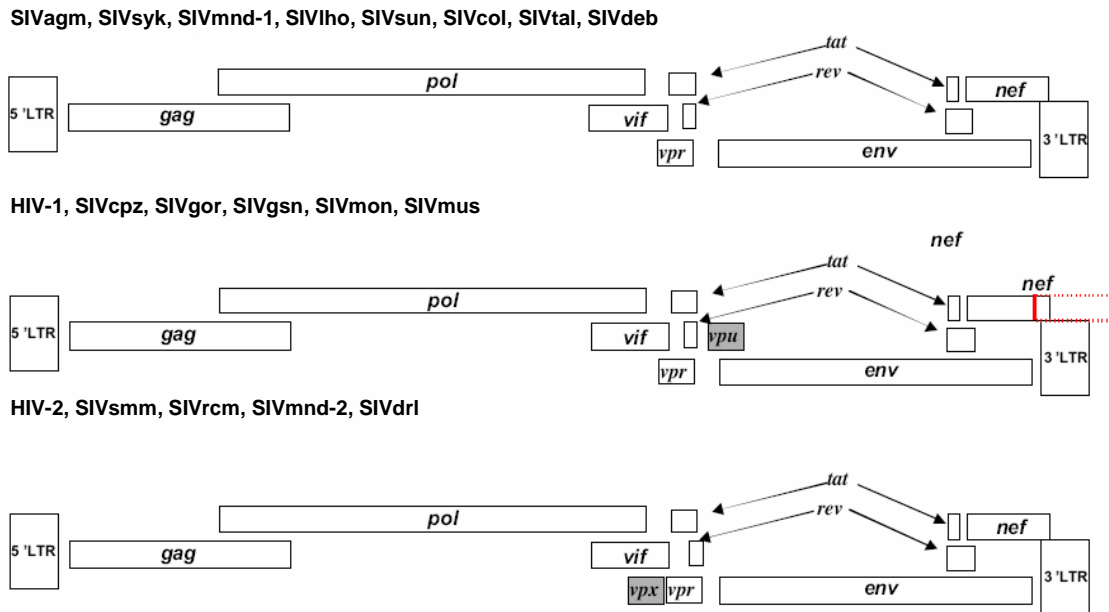 SIVagm, SIVsyk, SIVmnd-1, SIVlho, SIVsun, SIVcol, SIVtal, SIVdeb
tat
rev
pol
nef
5 'LTR
gag
vif
3 'LTR
vpr
env
HIV-1, SIVcpz, SIVgor, SIVgsn, SIVmon, SIVmus
nef
tat
nef
rev
pol
5 'LTR
gag
vif
vpu
3 'LTR
vpr
env
HIV-2, SIVsmm, SIVrcm, SIVmnd-2, SIVdrl
tat
rev
pol
nef
5 'LTR
gag
vif
3 'LTR
vpx
vpr
env